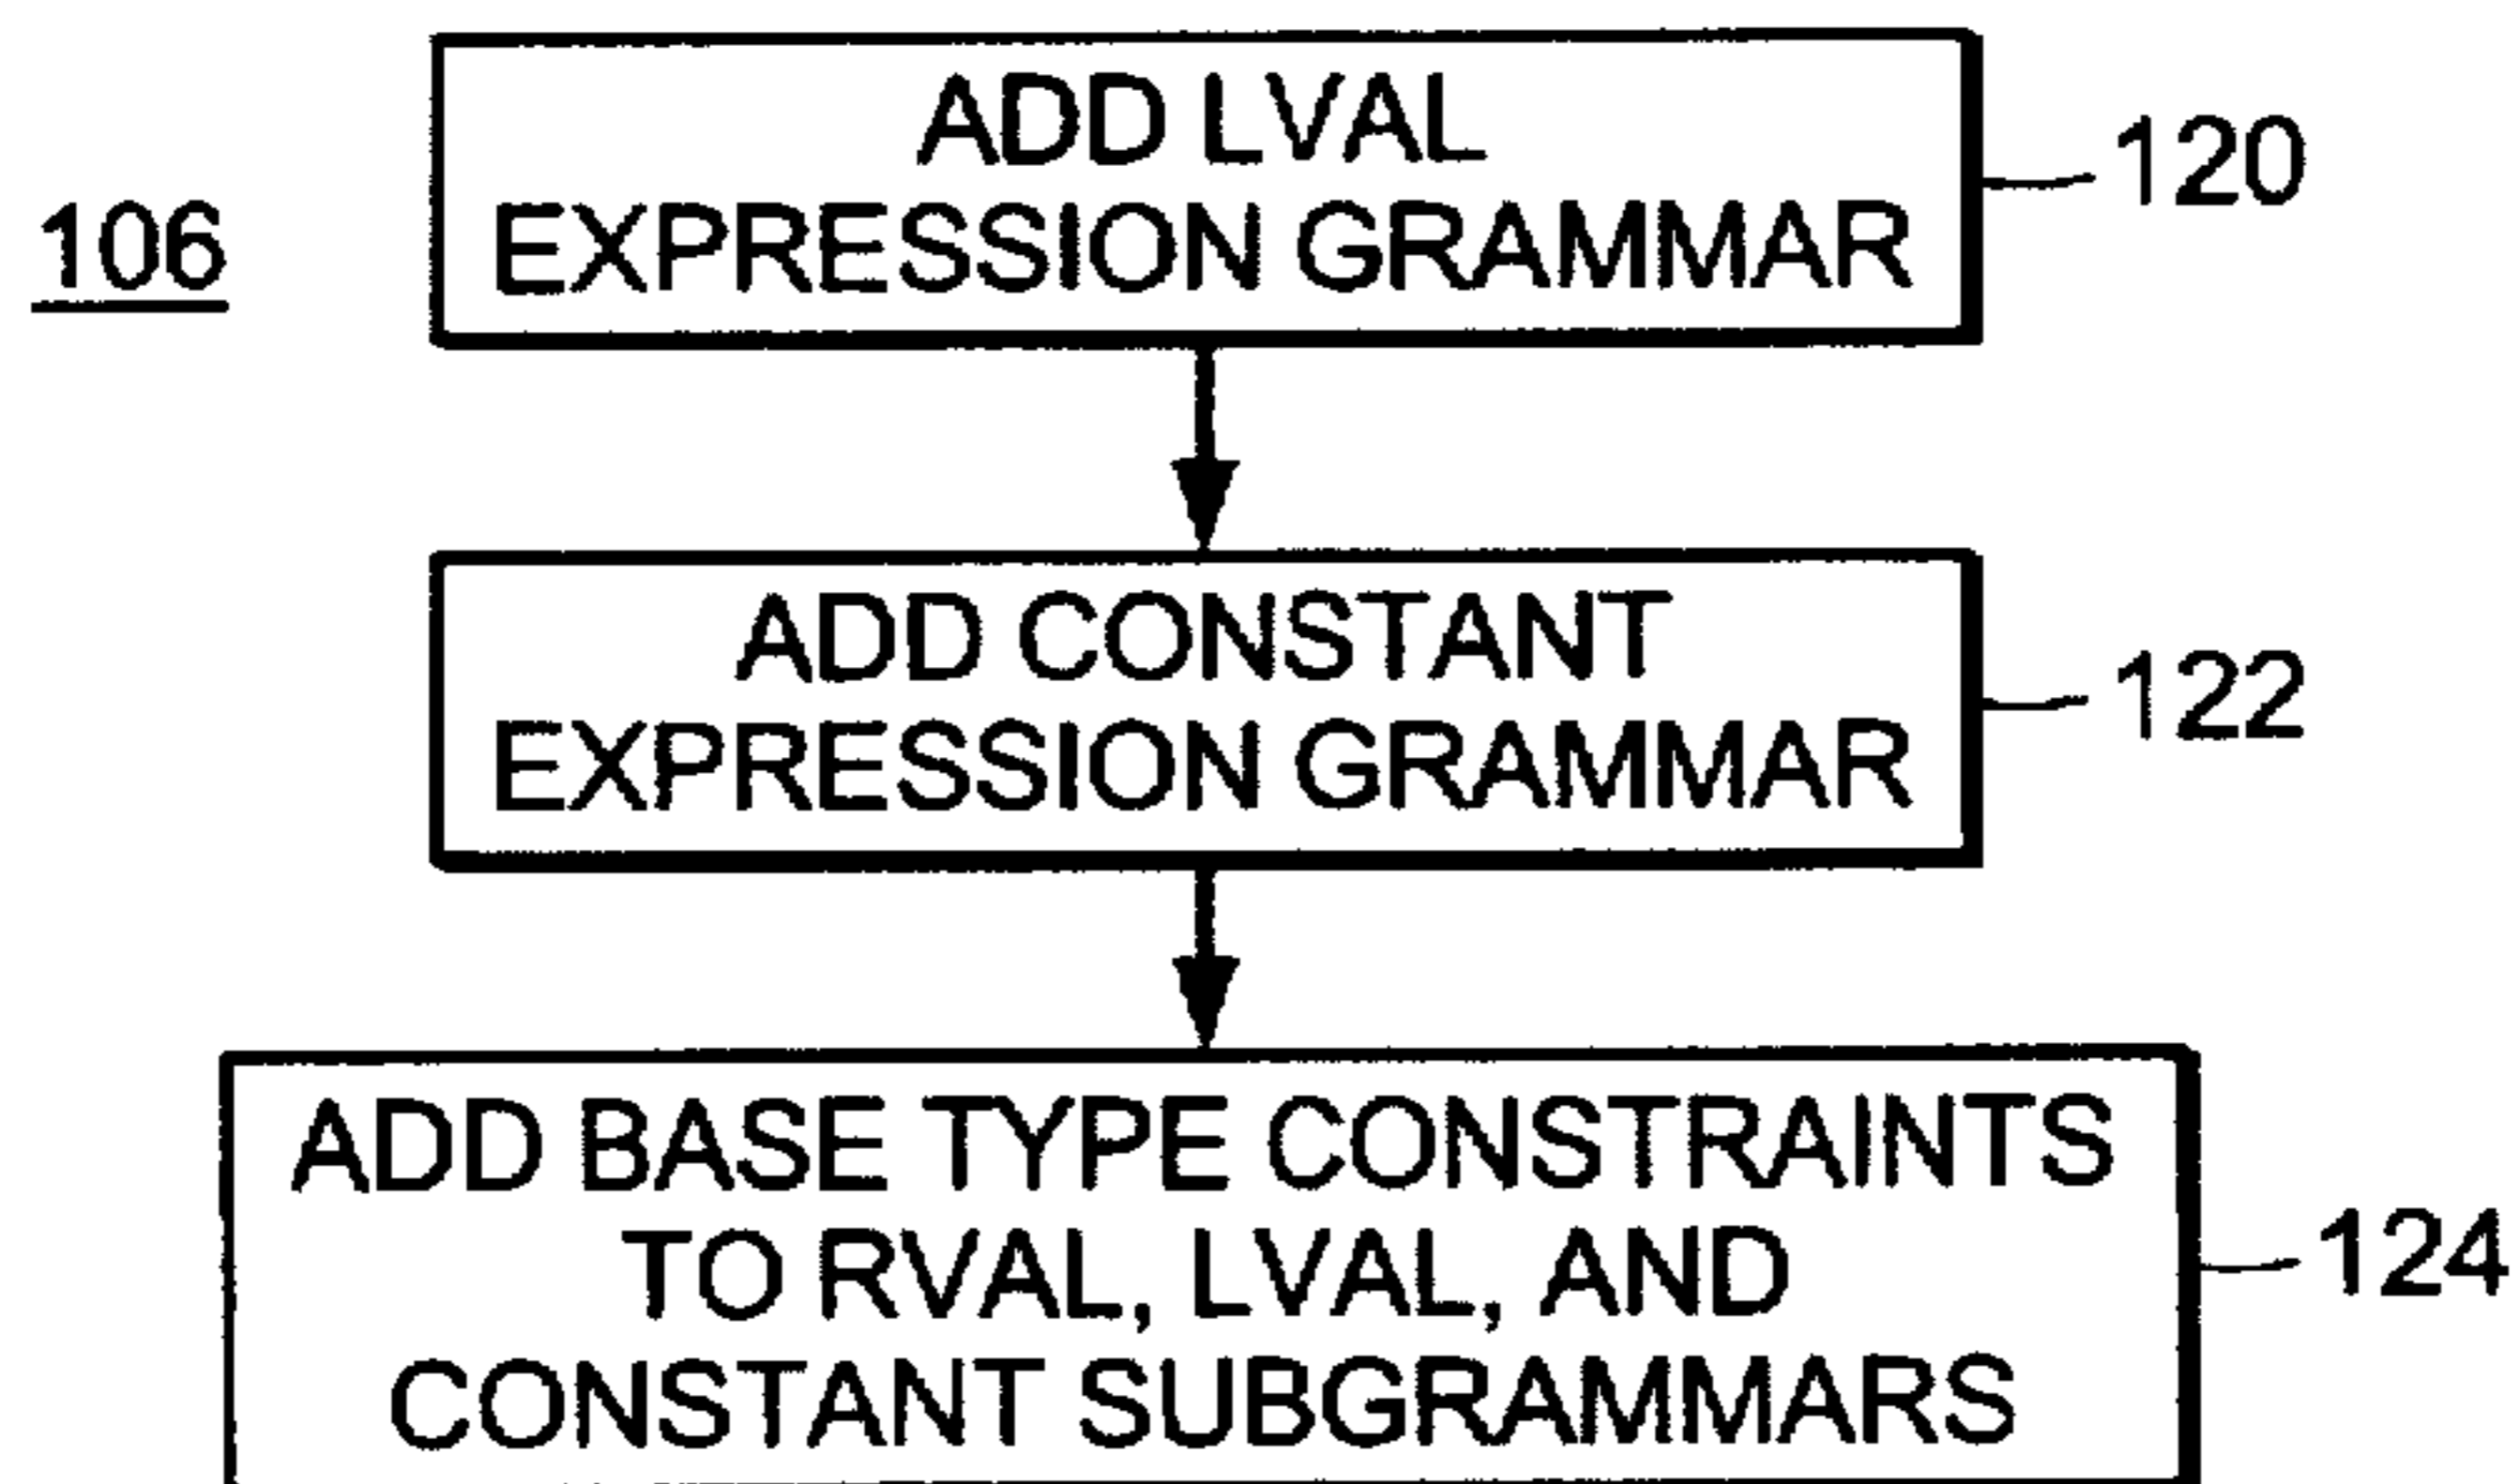 106
ADD LVAL
EXPRESSION GRAMMAR
120
ADD CONSTANT
EXPRESSION GRAMMAR
122
ADD BASE TYPE CONSTRAINTS
TO RVAL, LVAL, AND
CONSTANT SUBGRAMMARS
124